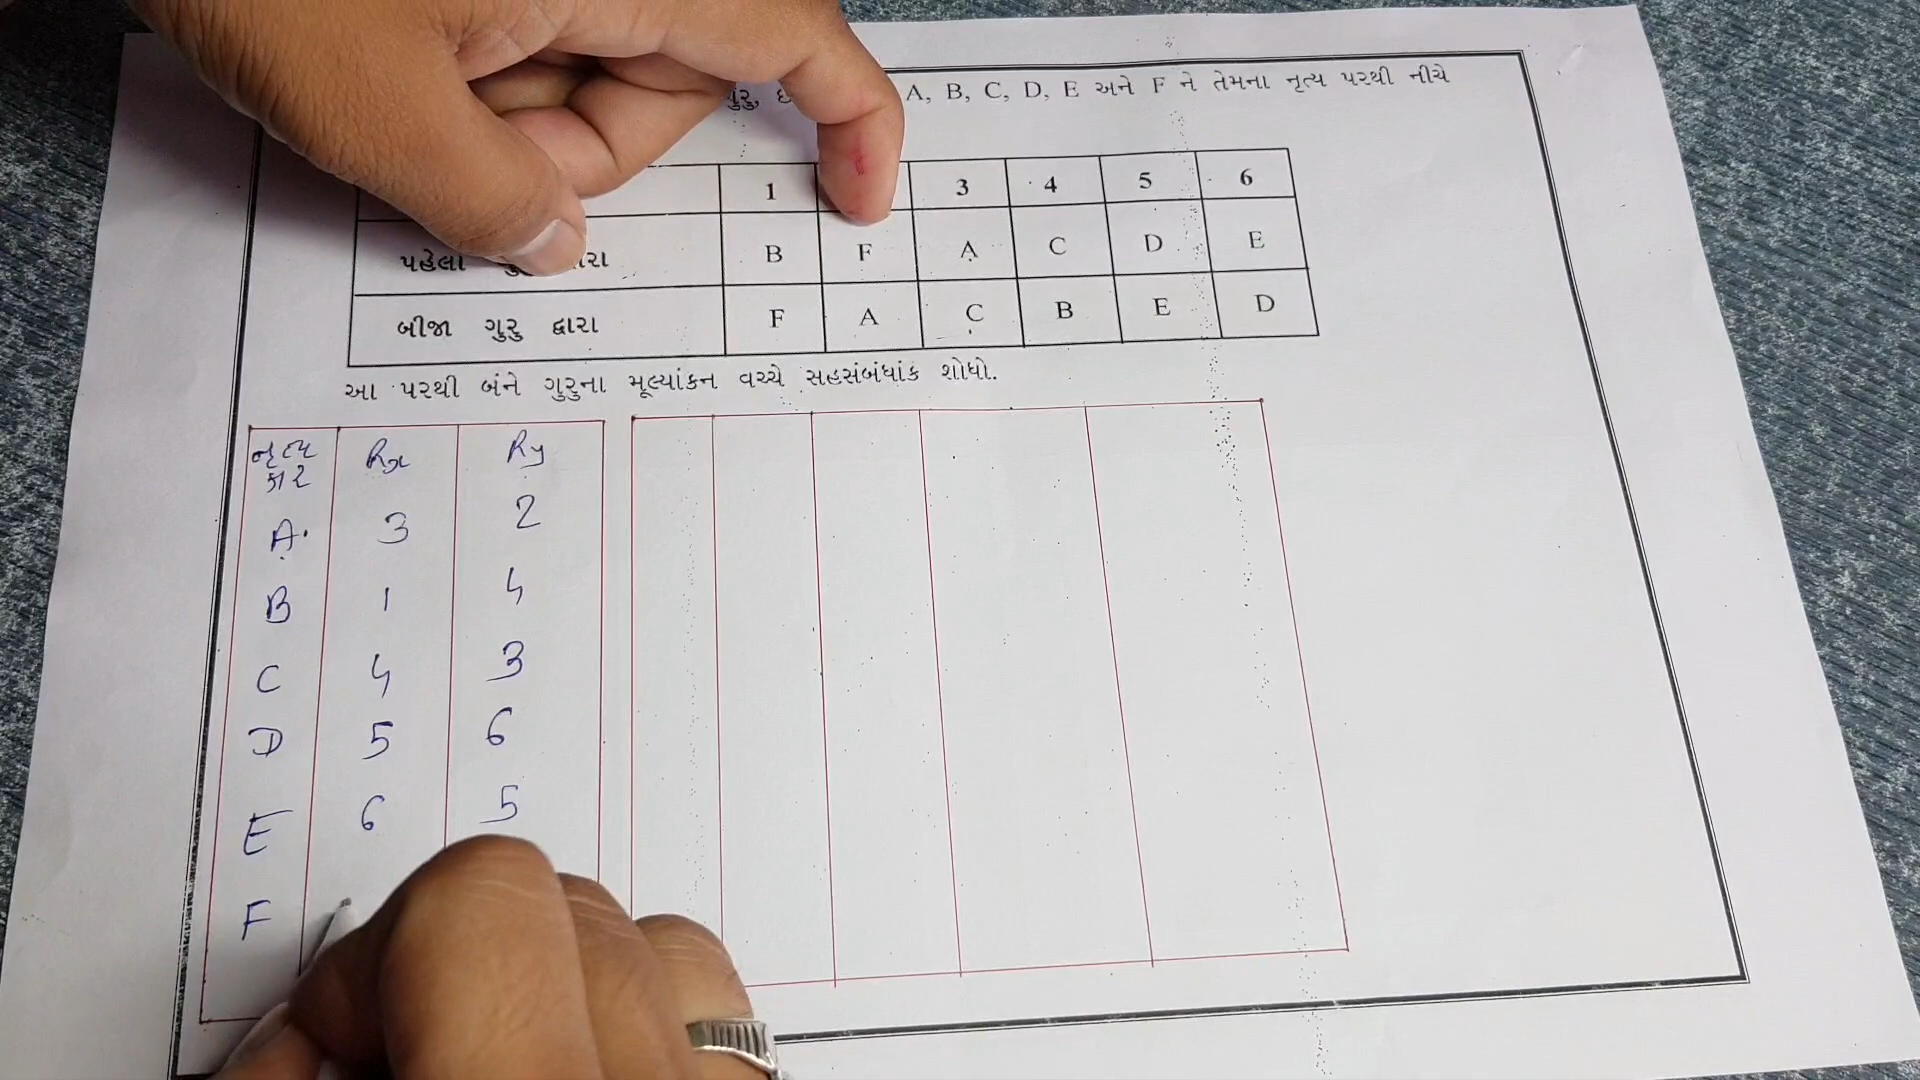 A, B, C, D, E અને F ને તેમના નૃત્ય પરથી નીચે
1 3 4 5 6
પહેલા B F A C D E
બીજા ગુરુ દ્વારા F A C B E D
આ પરથી બંને ગુરુના મૂલ્યાંકન વચ્ચે સહસંબંધાંક શોધો.
નૃત્ય કાર Rx Ry
A 3 2
B 1 4
C 4 3
D 5 6
E 6 5
F